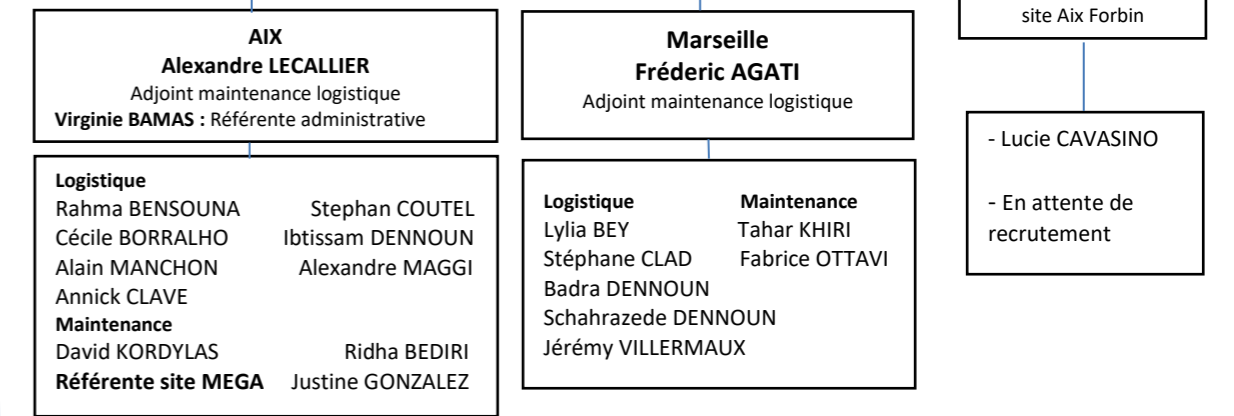 AIX
Alexandre LECALLIER
Adjoint maintenance logistique
Virginie BAMAS : Référente administrative
Logistique
Rahma BENSOUNA Stephan COUTEL
Cécile BORRALHO Ibtissam DENNOUN
Alain MANCHON Alexandre MAGGI
Annick CLAVE
Maintenance
David KORDYLAS Ridha BEDIRI
Référente site MEGA Justine GONZALEZ
Marseille
Fréderic AGATI
Adjoint maintenance logistique
Logistique Maintenance
Lylia BEY Tahar KHIRI
Stéphane CLAD Fabrice OTTAVI
Badra DENNOUN
Schahrazede DENNOUN
Jérémy VILLERMAUX
site Aix Forbin
- Lucie CAVASINO
- En attente de
recrutement